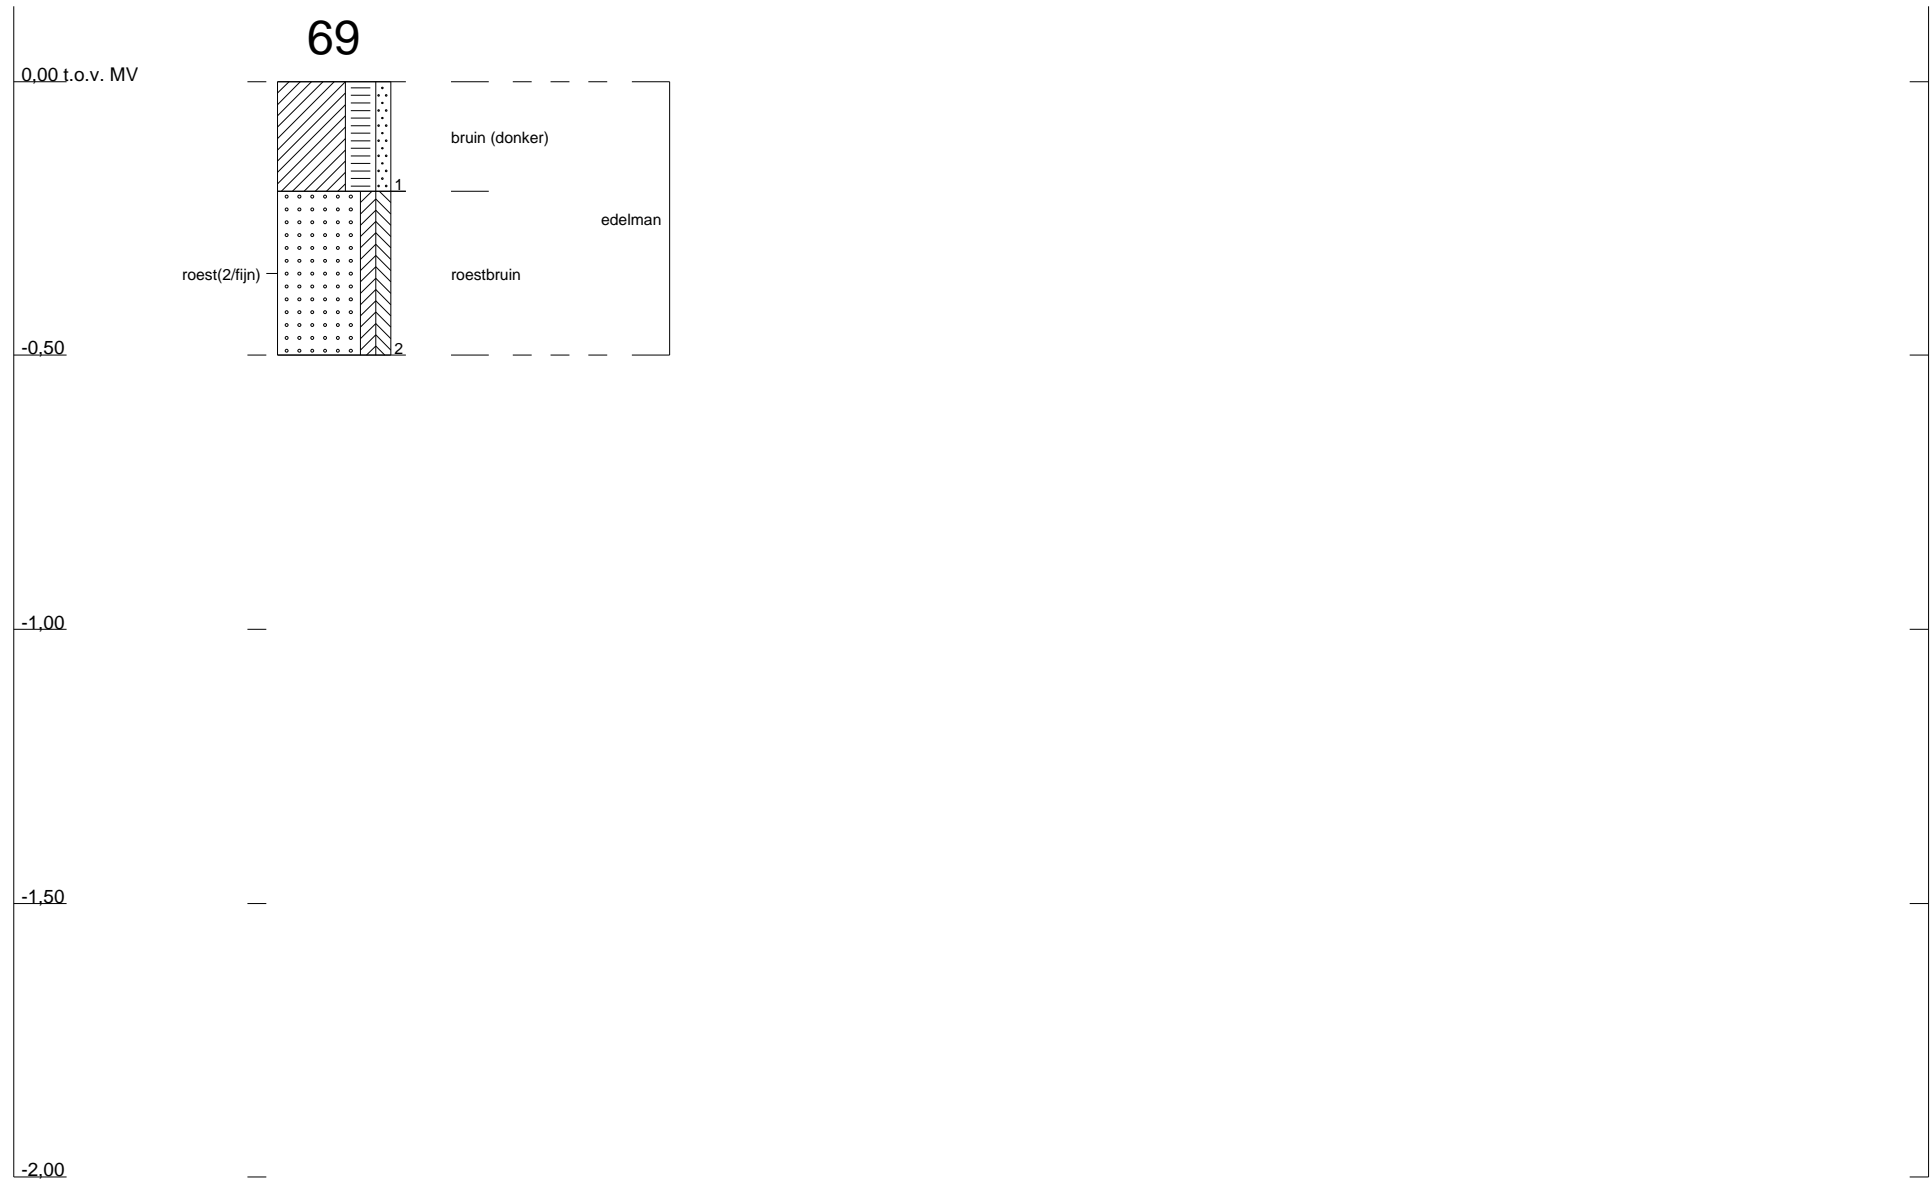 69
0,00 t.o.v. MV
bruin (donker)
1
edelman
roest(2/fijn)
roestbruin
-0,50
2
-1,00
-1,50
-2,00